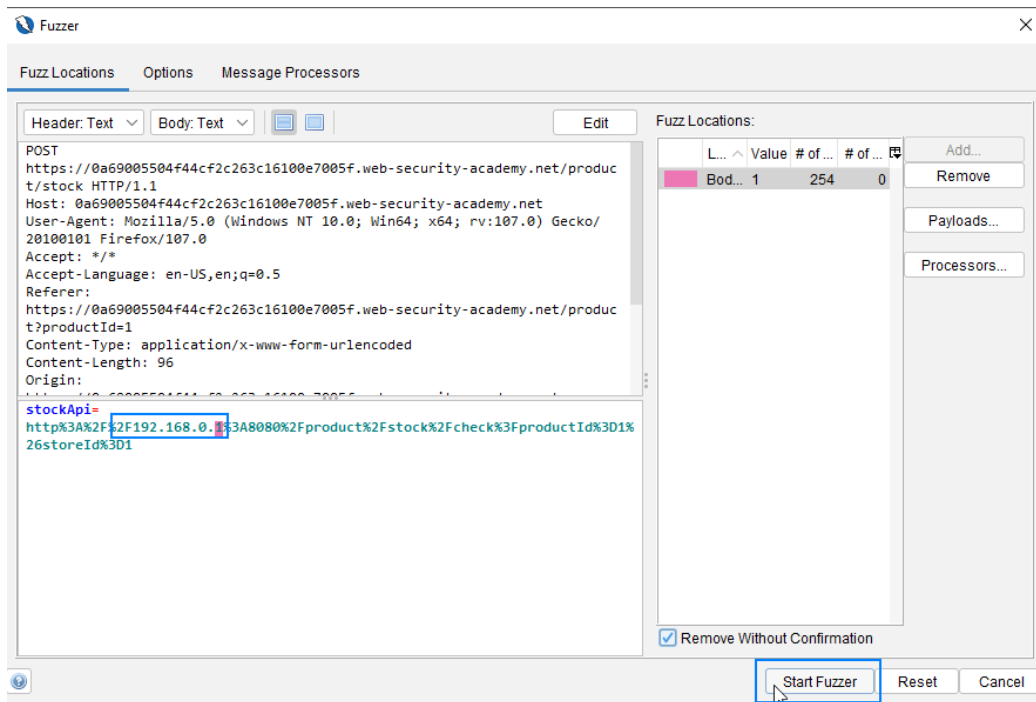 Fuzzer
Fuzz Locations Options Message Processors
Header: Text Body: Text Edit
POST
https://0a69005504f44cf2c263c16100e7005f.web-security-academy.net/produc
t/stock HTTP/1.1
Host: 0a69005504f44cf2c263c16100e7005f.web-security-academy.net
User-Agent: Mozilla/5.0 (Windows NT 10.0; Win64; x64; rv:107.0) Gecko/
20100101 Firefox/107.0
Accept: */*
Accept-Language: en-US,en;q=0.5
Referer:
https://0a69005504f44cf2c263c16100e7005f.web-security-academy.net/produc
t?productId=1
Content-Type: application/x-www-form-urlencoded
Content-Length: 96
Origin:
stockApi=
http%3A%2F%2F192.168.0.1%3A8080%2Fproduct%2Fstock%2Fcheck%3FproductId%3D1%
26storeId%3D1
Fuzz Locations:
L... Value # of ... # of ...
Bod... 1 254 0
Add...
Remove
Payloads...
Processors...
Remove Without Confirmation
Start Fuzzer Reset Cancel